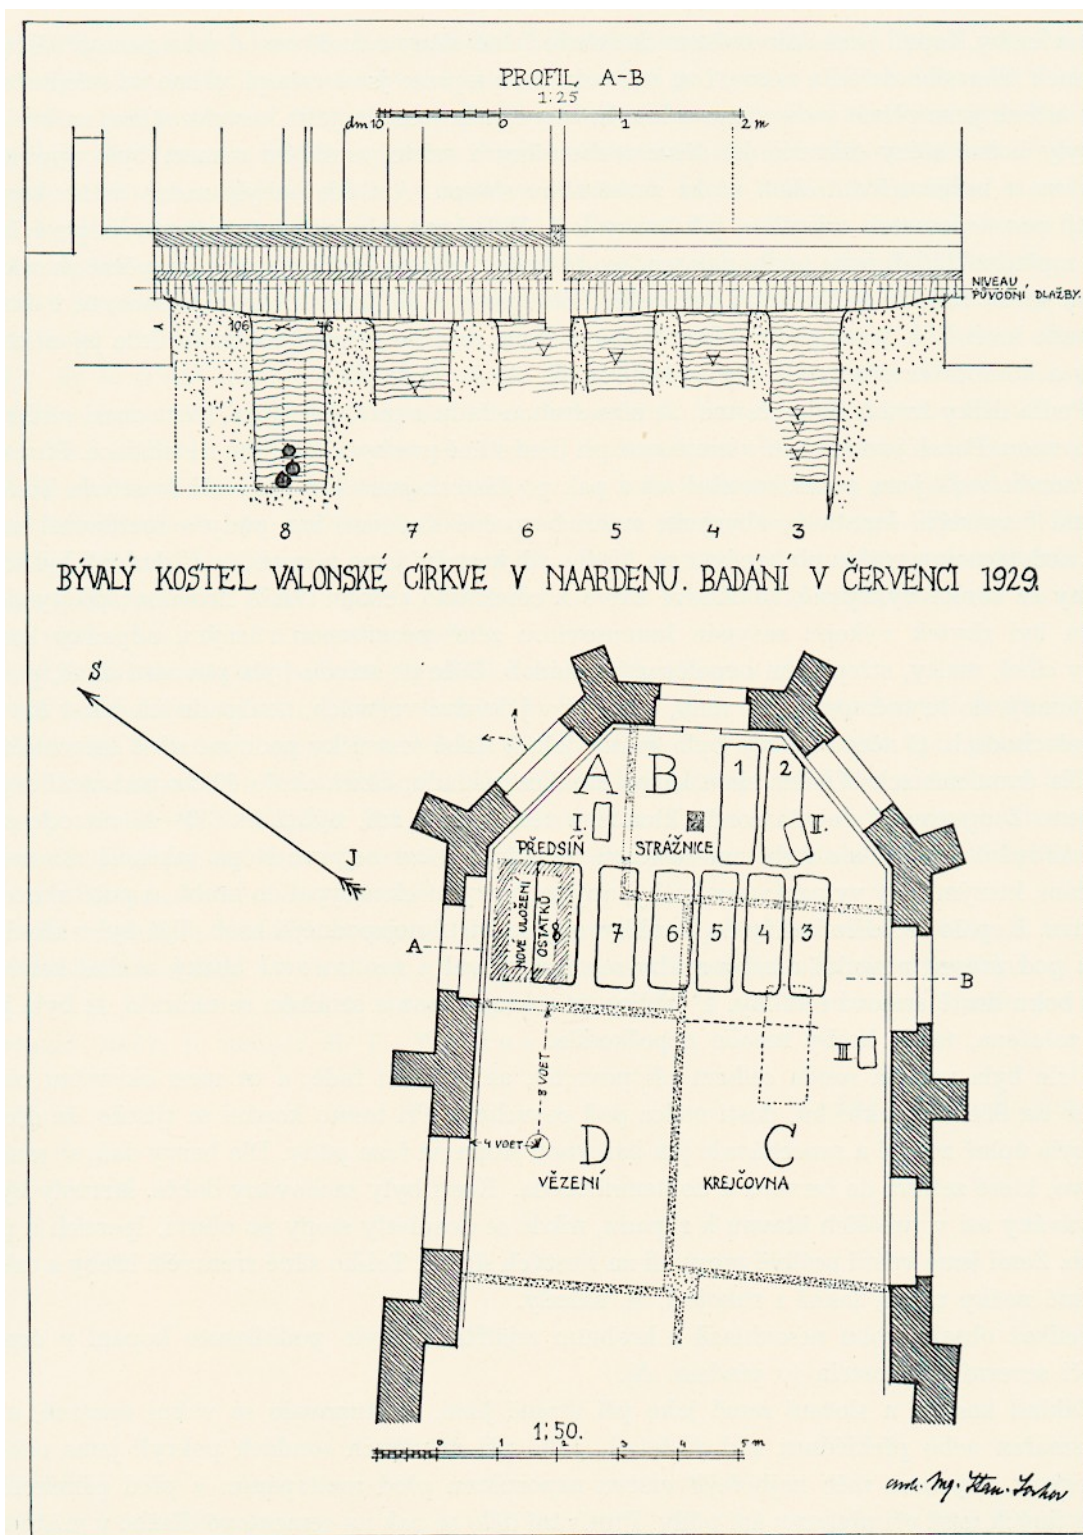 PROFIL A-B
1:25
dm 10 0 1 2 m
NIVEAU
PŮVODNÍ DLAŽBY.
106 46
8 7 6 5 4 3
BÝVALÝ KOSTEL VALONSKÉ CÍRKVE V NAARDENU. BADÁNÍ V ČERVENCI 1929.
S
J
A B 1 2
I. II.
PŘEDSÍŇ STRÁŽNICE
NOVÉ ULOŽENÍ
OSTATKŮ
7 6 5 4 3
A B
III
8 VOET
4 VOET
D C
VĚZENÍ KREJČOVNA
1:50.
0 1 2 3 4 5 m